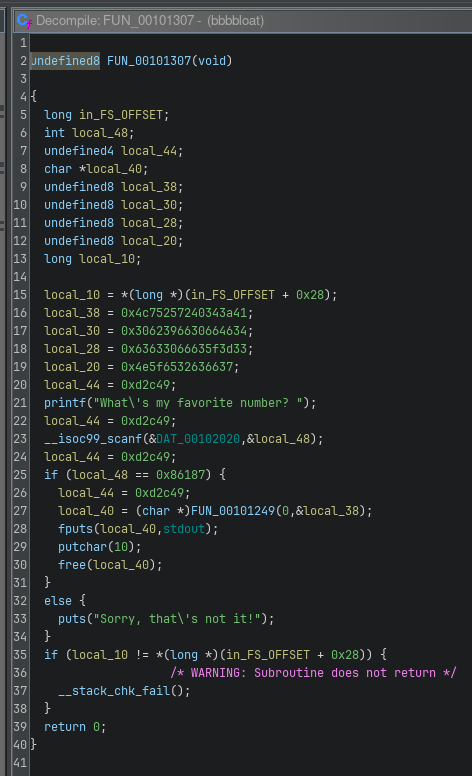 Decompile: FUN_00101307 - (bbbbloat)
1
2 undefined8 FUN_00101307(void)
3
4 {
5 long in_FS_OFFSET;
6 int local_48;
7 undefined4 local_44;
8 char *local_40;
9 undefined8 local_38;
10 undefined8 local_30;
11 undefined8 local_28;
12 undefined8 local_20;
13 long local_10;
14
15 local_10 = *(long *)(in_FS_OFFSET + 0x28);
16 local_38 = 0x4c75257240343a41;
17 local_30 = 0x3062396630664634;
18 local_28 = 0x63633066635f3d33;
19 local_20 = 0x4e5f6532636637;
20 local_44 = 0xd2c49;
21 printf("What\'s my favorite number? ");
22 local_44 = 0xd2c49;
23 __isoc99_scanf(&DAT_00102020,&local_48);
24 local_44 = 0xd2c49;
25 if (local_48 == 0x86187) {
26 local_44 = 0xd2c49;
27 local_40 = (char *)FUN_00101249(0,&local_38);
28 fputs(local_40,stdout);
29 putchar(10);
30 free(local_40);
31 }
32 else {
33 puts("Sorry, that\'s not it!");
34 }
35 if (local_10 != *(long *)(in_FS_OFFSET + 0x28)) {
36 /* WARNING: Subroutine does not return */
37 __stack_chk_fail();
38 }
39 return 0;
40 }
41